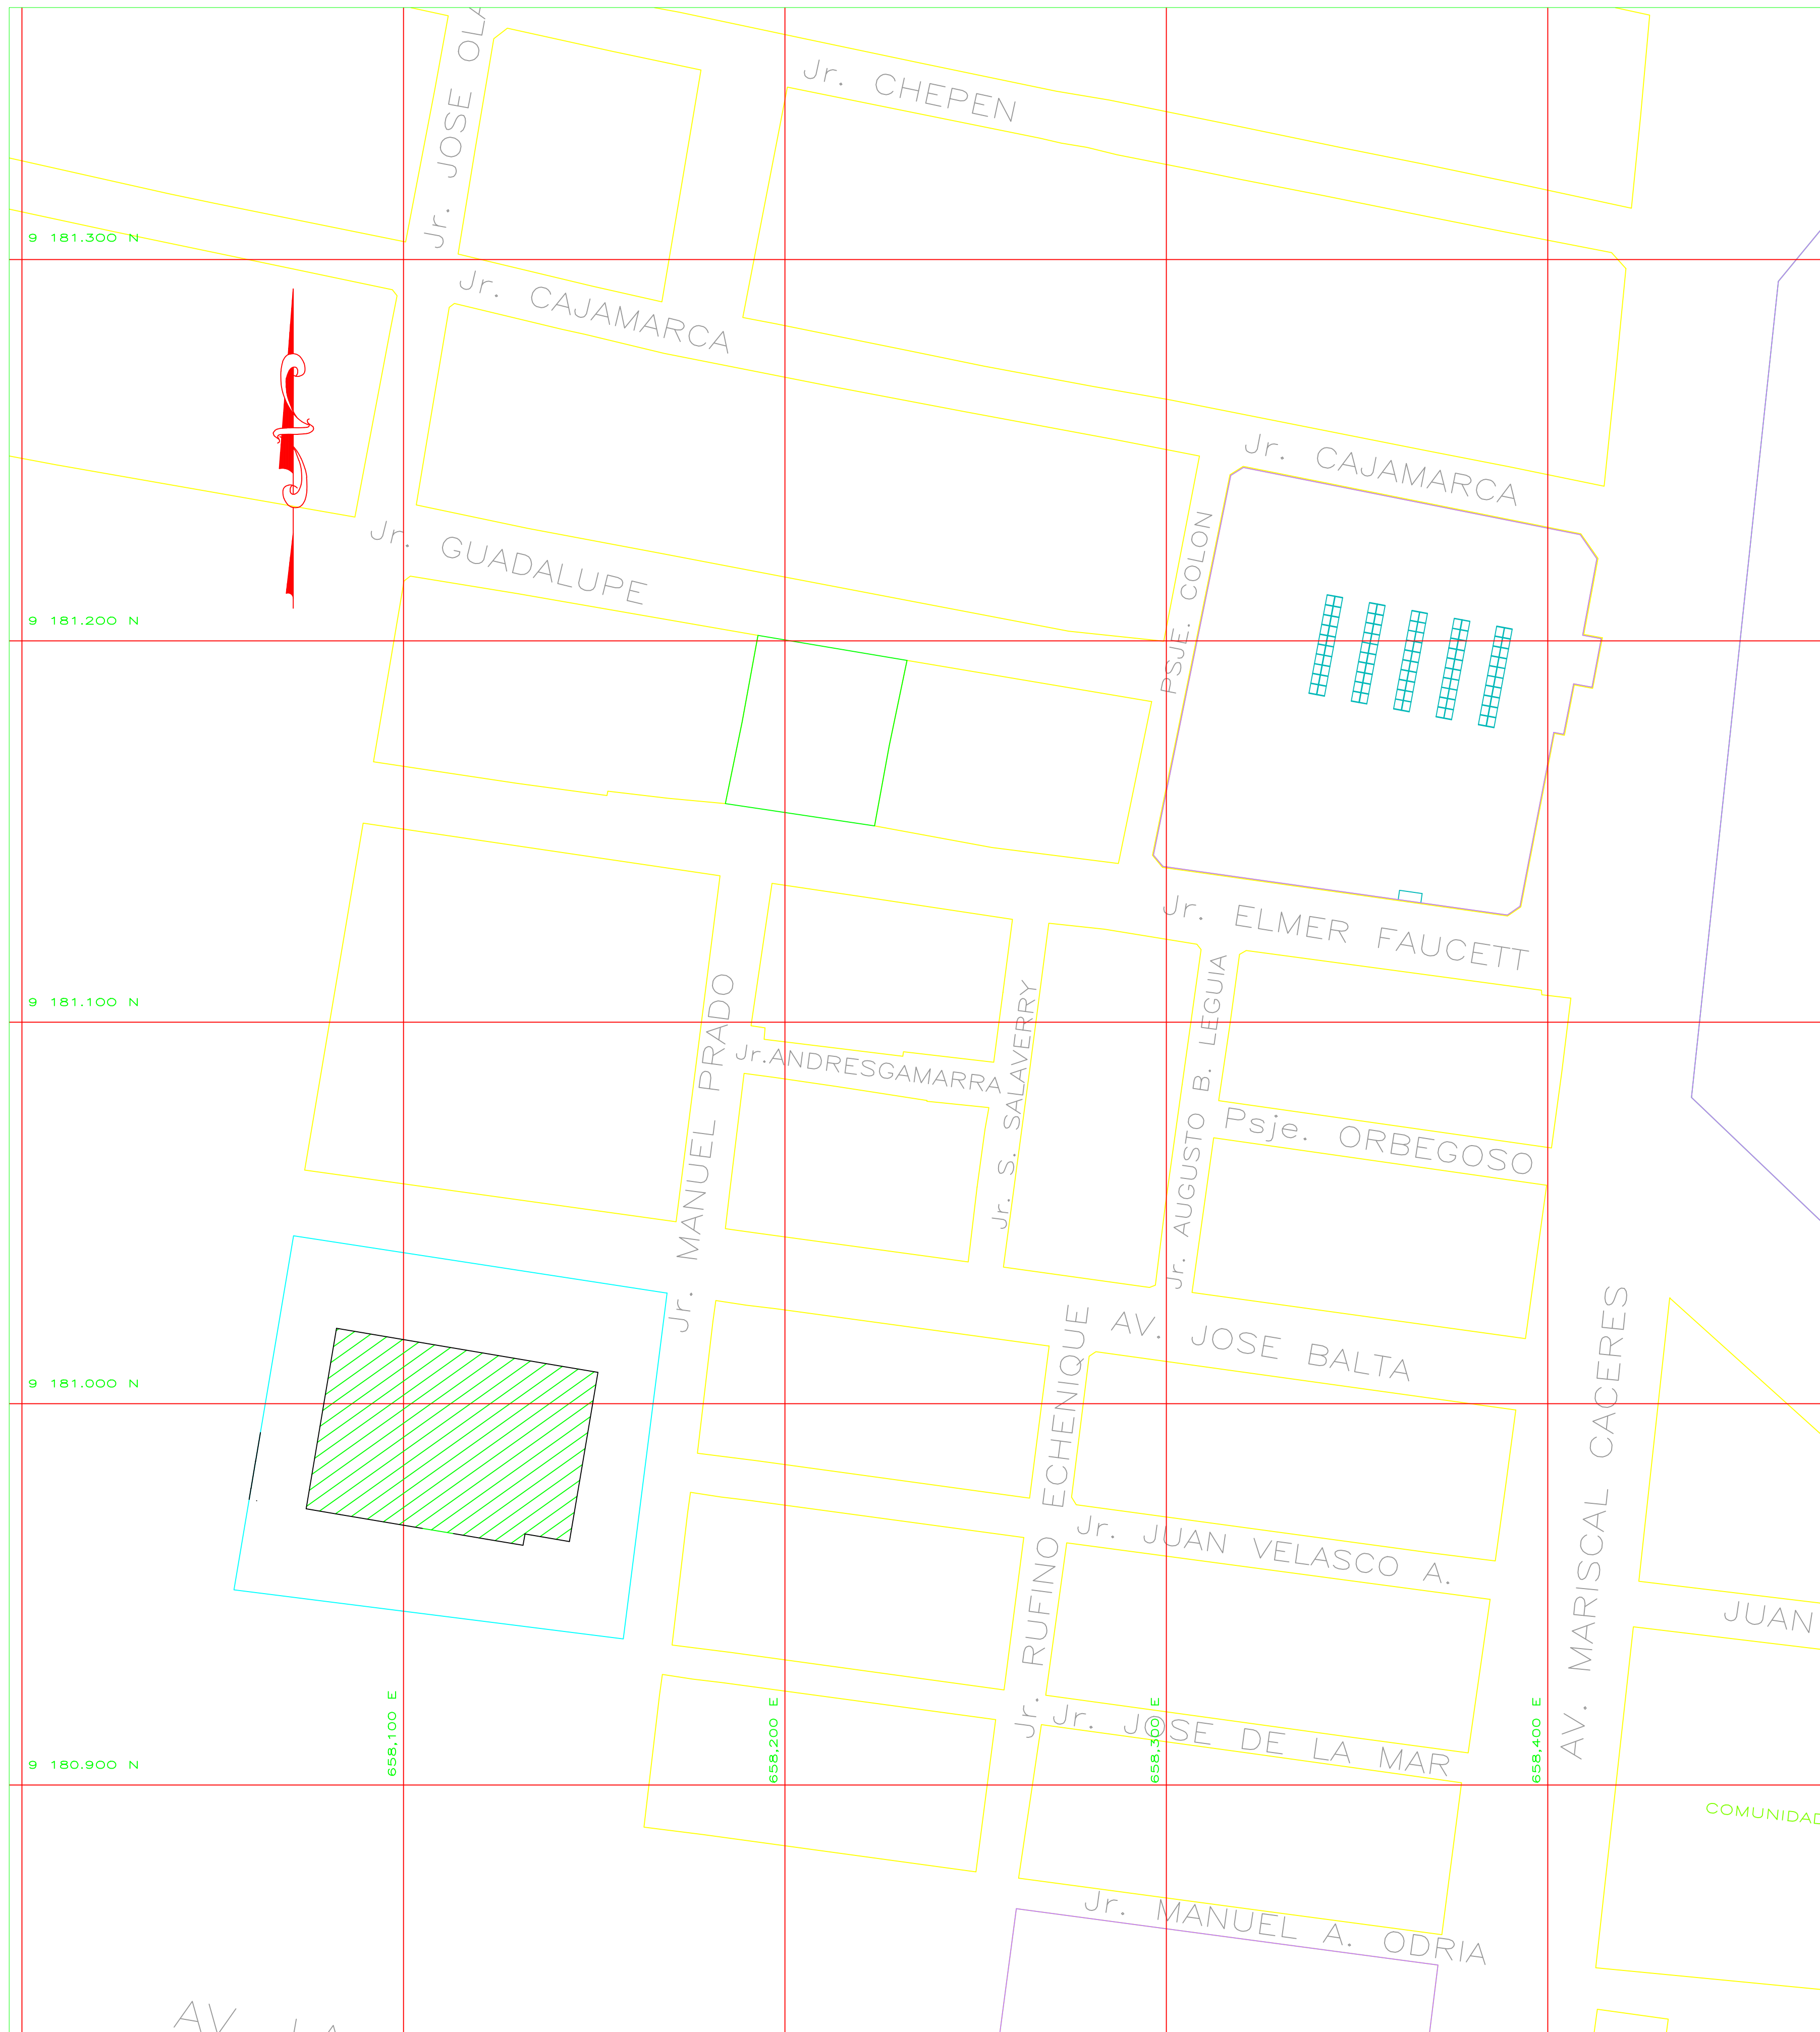 Jr. CHEPEN
Jr. JOSE
9 181.300 N
Jr. CAJAMARCA
Jr. CAJAMARCA
Jr. GUADALUPE
PSJE. COLON
9 181.200 N
Jr. ELMER FAUCETT
9 181.100 N
Jr. MANUEL PRADO
Jr.ANDRESGAMARRA
Jr. S. SALAVERRY
Jr. AUGUSTO B. LEGUIA
Psje. ORBEGOSO
AV. JOSE BALTA
9 181.000 N
Jr. RUFINO ECHENIQUE
AV. MARISCAL CACERES
Jr. JUAN VELASCO A.
JUAN
658,100 E
658,200 E
658,300 E
658,400 E
Jr. JOSE DE LA MAR
9 180.900 N
COMUNIDAD
Jr. MANUEL A. ODRIA
AV